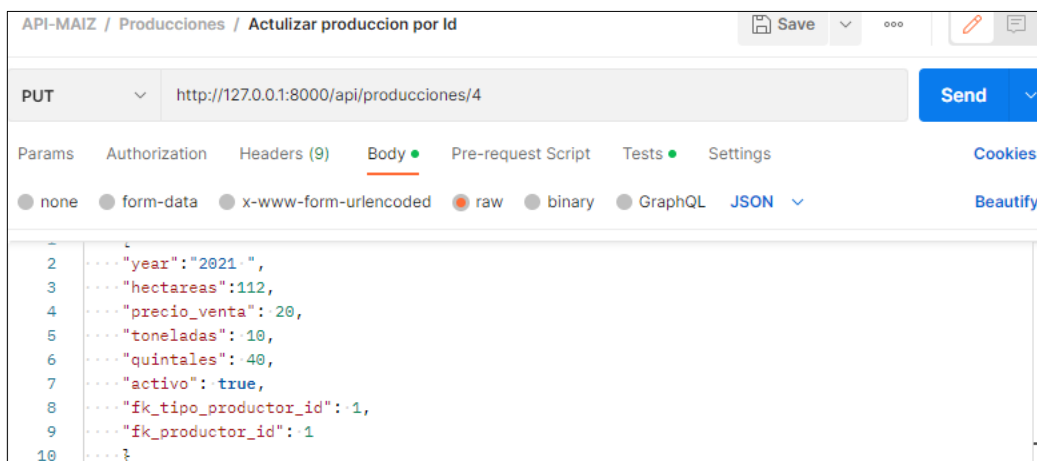 API-MAIZ / Producciones / Actulizar produccion por Id Save ooo
PUT http://127.0.0.1:8000/api/producciones/4 Send
Params Authorization Headers (9) Body Pre-request Script Tests Settings Cookies
none form-data x-www-form-urlencoded raw binary GraphQL JSON Beautify
1 {
2 "year":"2021 ",
3 "hectareas":112,
4 "precio_venta": 20,
5 "toneladas": 10,
6 "quintales": 40,
7 "activo": true,
8 "fk_tipo_productor_id": 1,
9 "fk_productor_id": 1
10 }